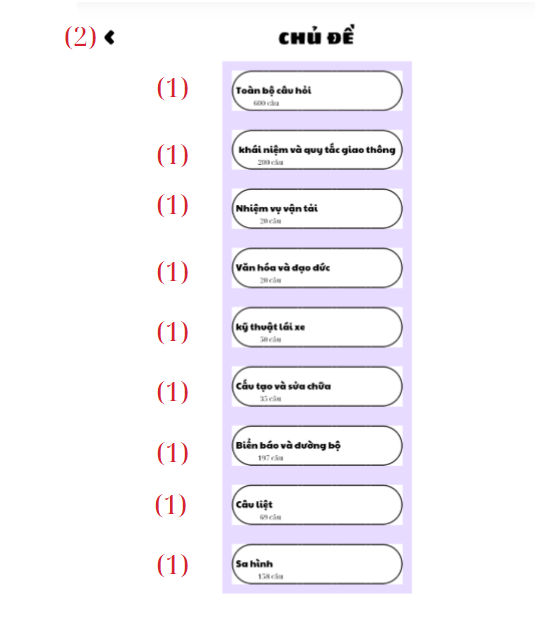 (2) CHỦ ĐỀ
(1) Toàn bộ câu hỏi
600 câu
(1) khái niệm và quy tắc giao thông
200 câu
(1) Nhiệm vụ vận tải
20 câu
(1) Văn hóa và đạo đức
20 câu
(1) kỹ thuật lái xe
50 câu
(1) Cấu tạo và sửa chữa
35 câu
(1) Biển báo và đường bộ
197 câu
(1) Câu liệt
69 câu
(1) Sa hình
158 câu